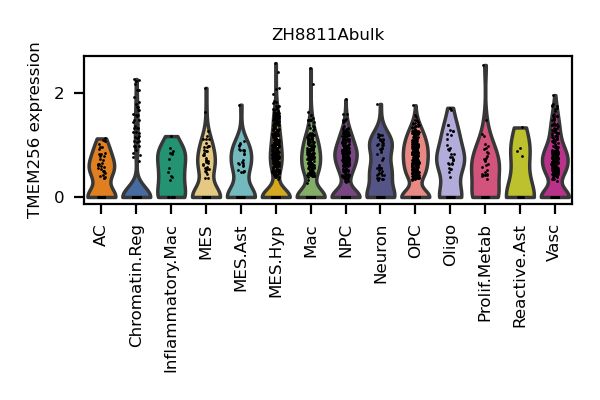 ZH8811Abulk
TMEM256 expression
2
0
AC
Chromatin.Reg
Inflammatory.Mac
MES
MES.Ast
MES.Hyp
Mac
NPC
Neuron
OPC
Oligo
Prolif.Metab
Reactive.Ast
Vasc